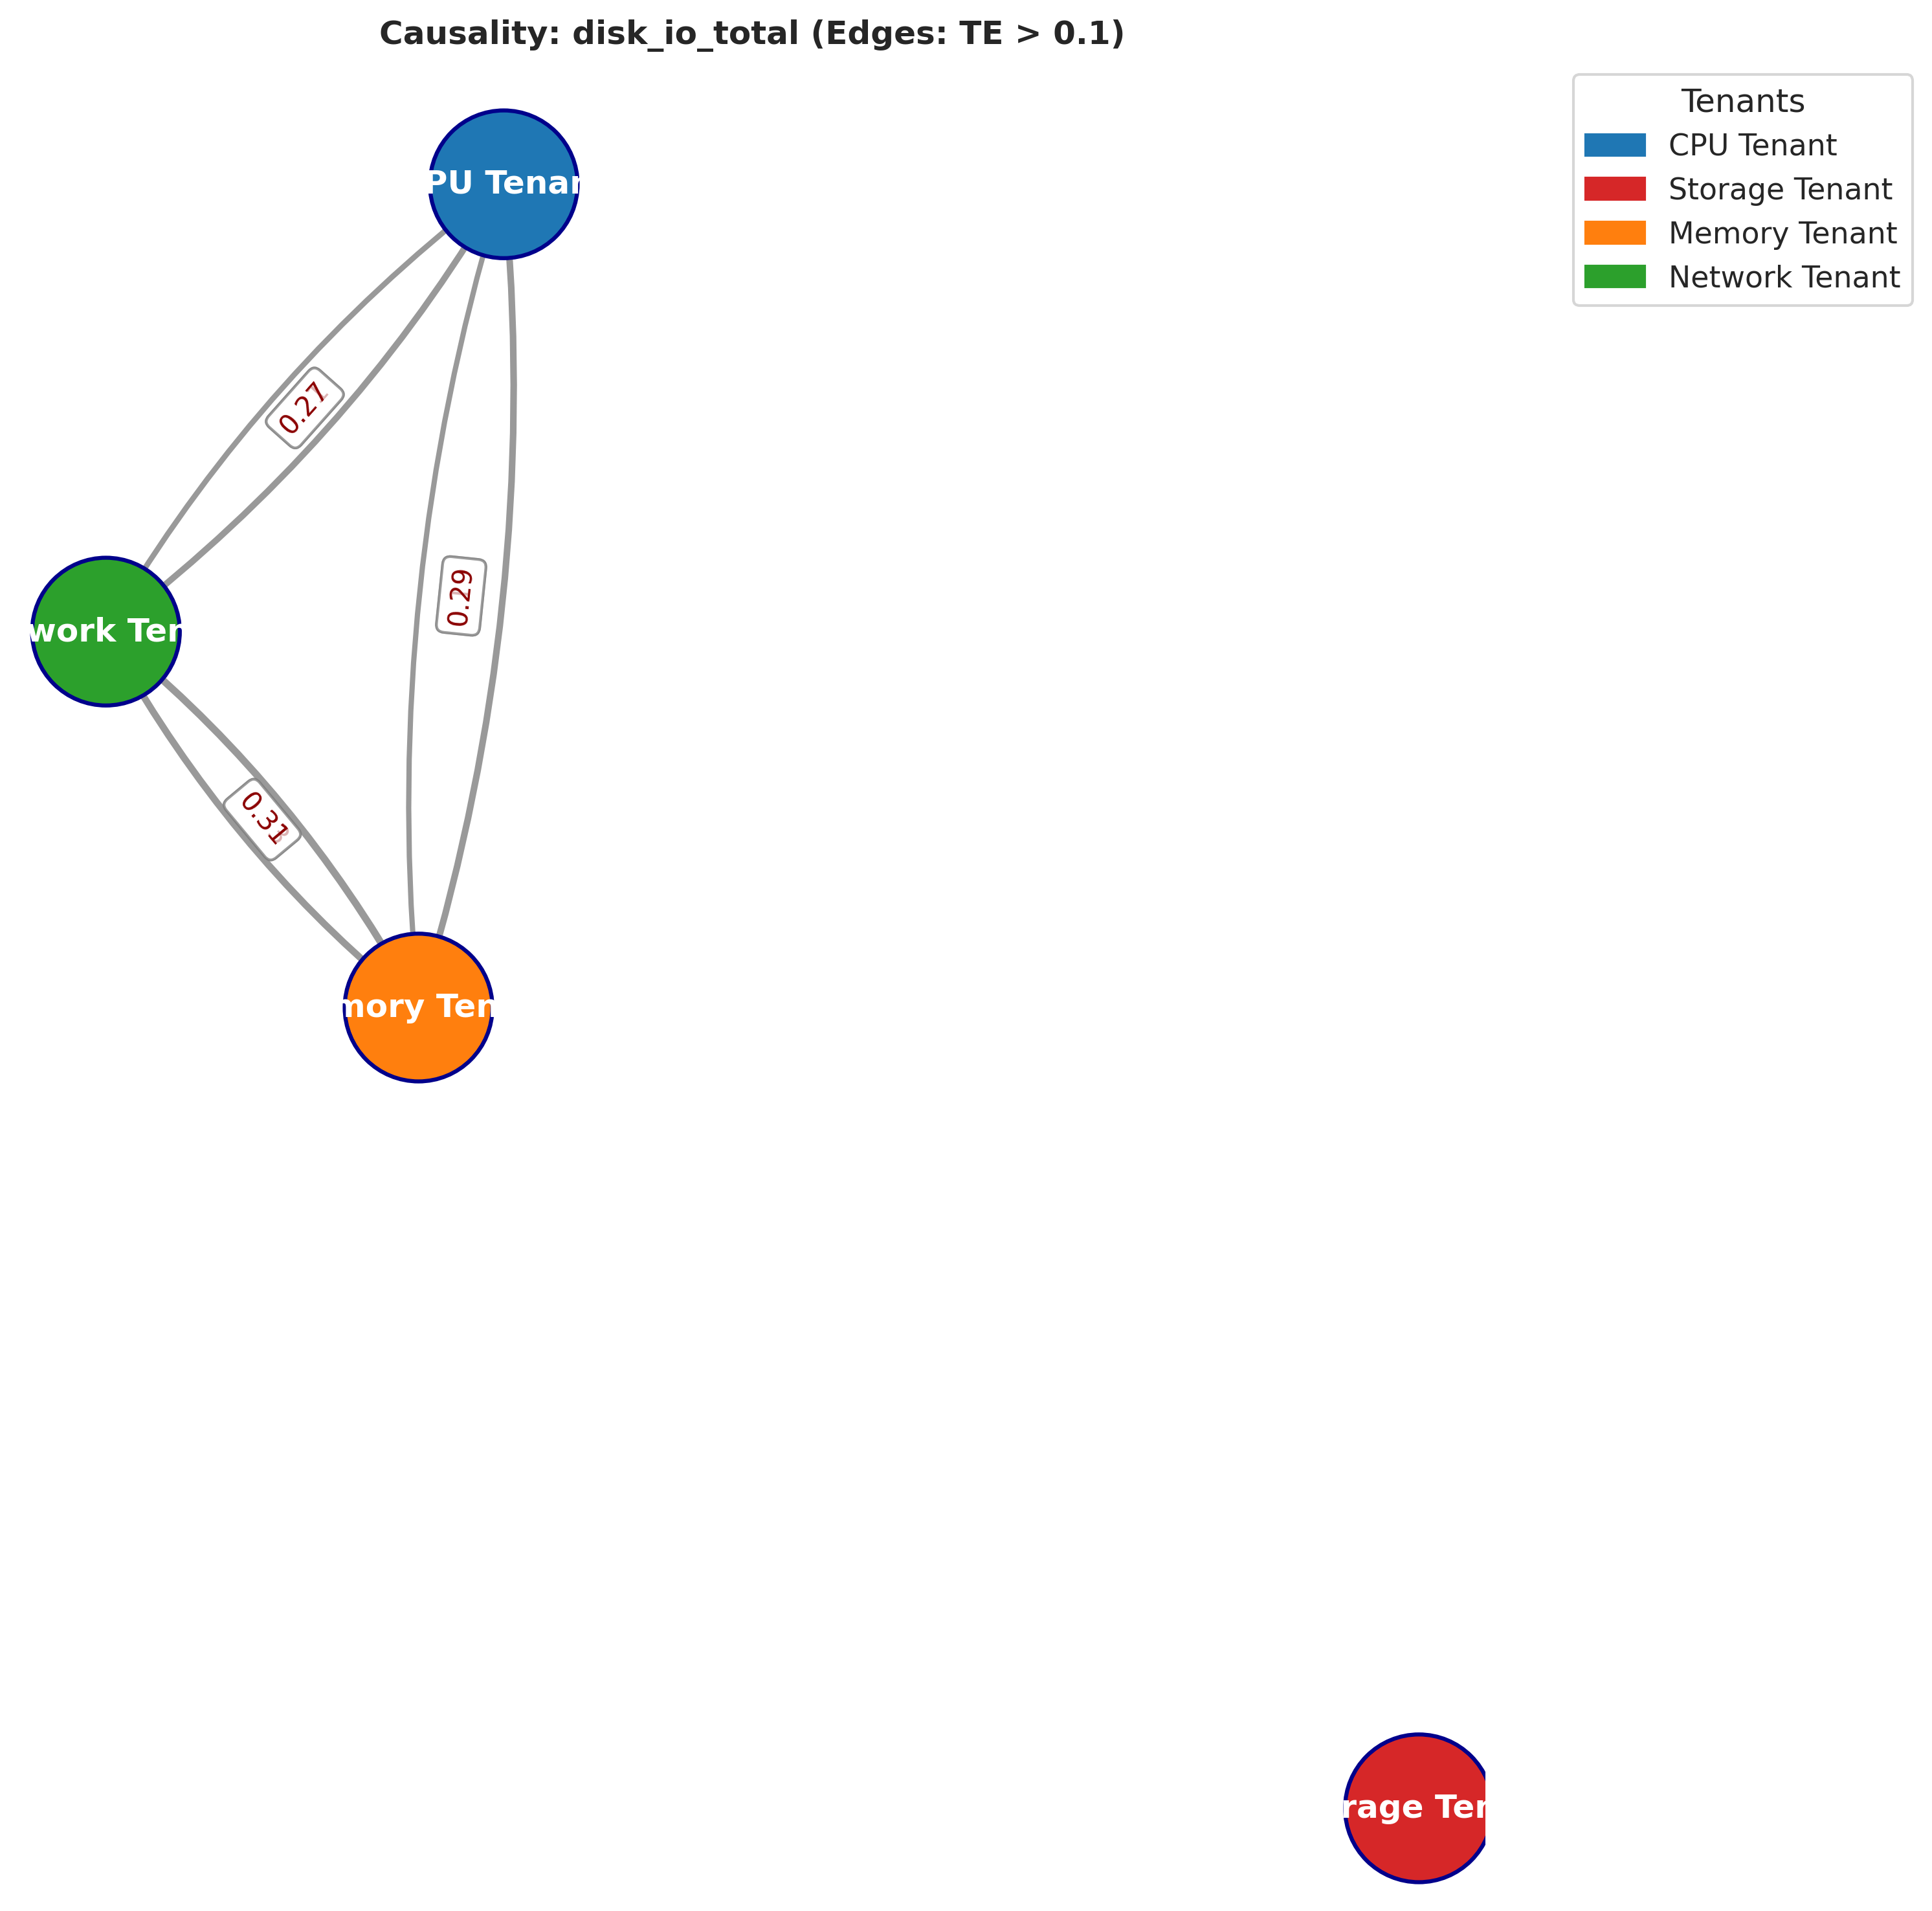 Causality: disk_io_total (Edges: TE > 0.1)
Tenants
CPU Tenant
Storage Tenant
Memory Tenant
Network Tenant
PU Tenan
0.27
0.29
work Ten
0.31
mory Ten
rage Ten